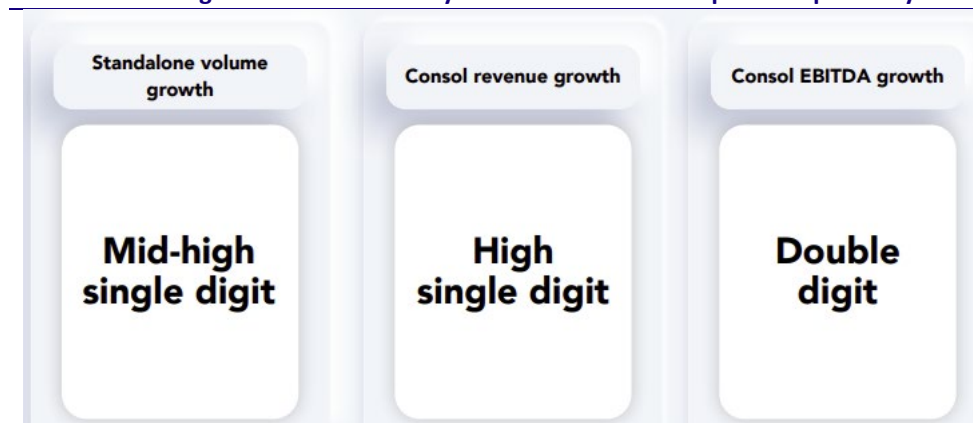 Standalone volume
growth
Consol revenue growth
Consol EBITDA growth
Mid-high
single digit
High
single digit
Double
digit